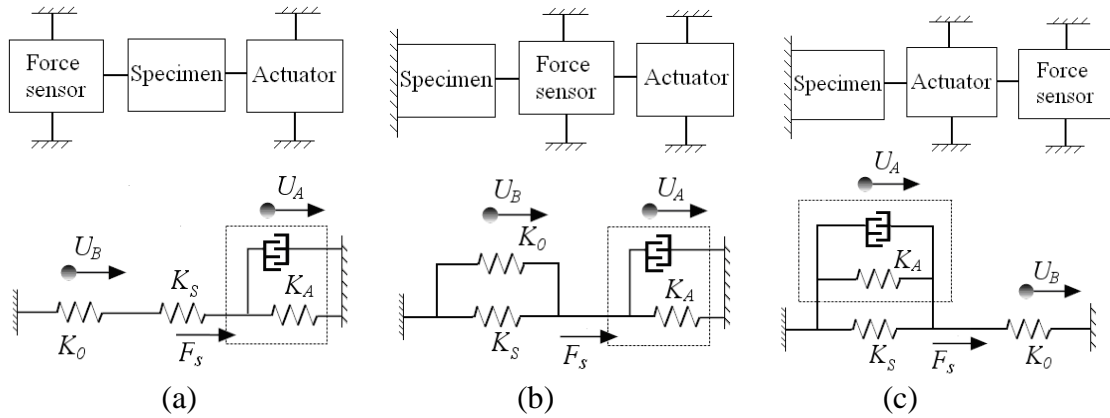 Force
sensor
Specimen
Actuator
U_A
U_B
K_S
K_A
K_0
F_s
(a)
Specimen
Force
sensor
Actuator
U_A
U_B
K_0
K_A
K_S
F_s
(b)
Specimen
Actuator
Force
sensor
U_A
K_A
U_B
K_S
F_s
K_0
(c)